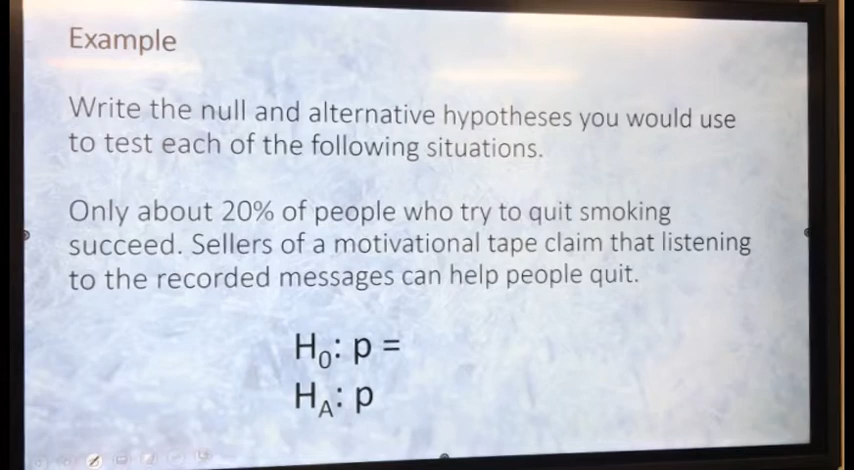 Example
Write the null and alternative hypotheses you would use
to test each of the following situations.
Only about 20% of people who try to quit smoking
succeed. Sellers of a motivational tape claim that listening
to the recorded messages can help people quit.
H₀: p =
Hₐ: p